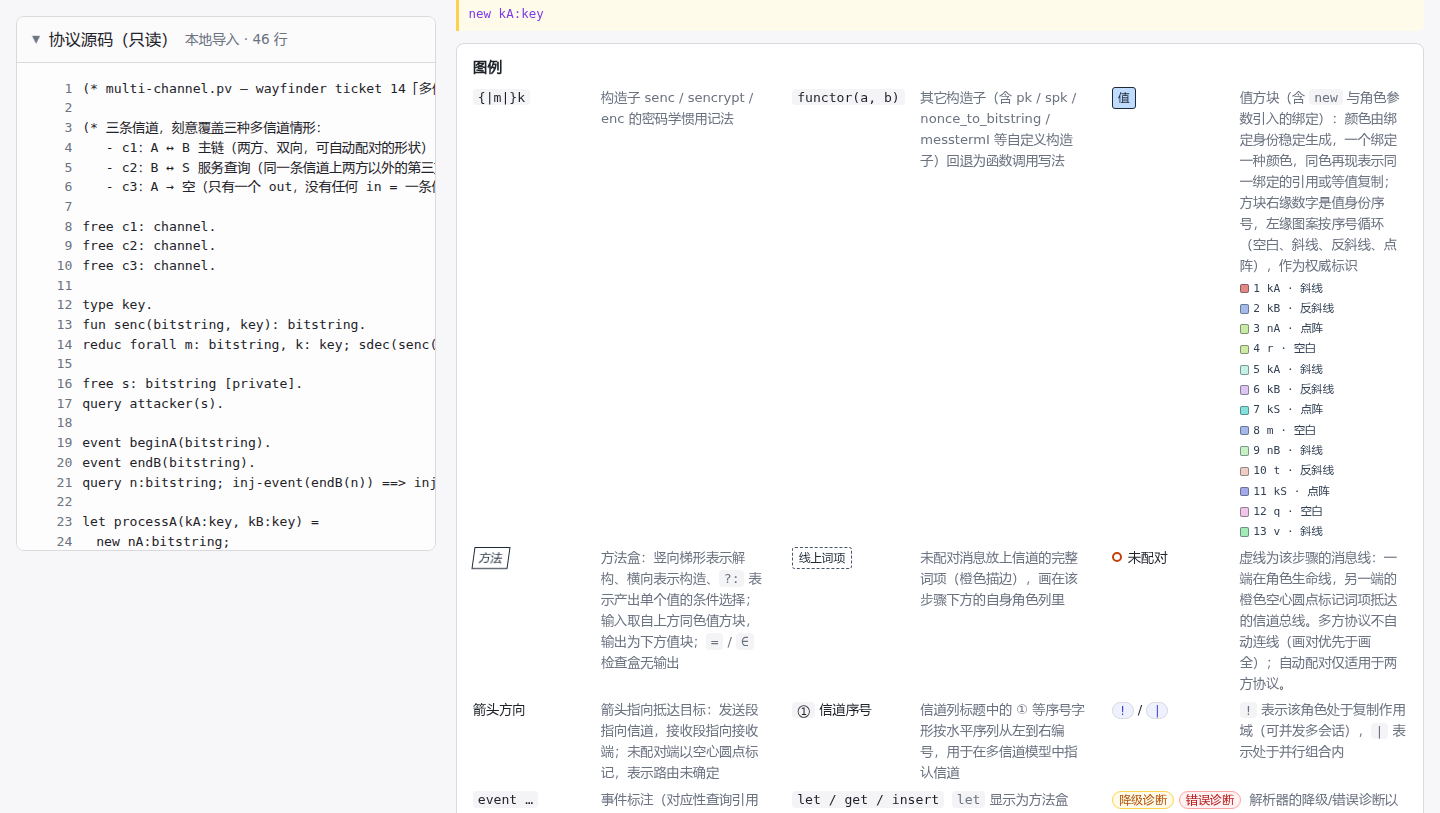 ▼ 协议源码（只读） 本地导入 · 46 行
1 (* multi-channel.pv — wayfinder ticket 14「多
2
3 (* 三条信道，刻意覆盖三种多信道情形：
4 - c1：A ↔ B 主链（两方、双向，可自动配对的形状）
5 - c2：B ↔ S 服务查询（同一条信道上两方以外的第三
6 - c3：A → 空（只有一个 out，没有任何 in = 一条
7
8 free c1: channel.
9 free c2: channel.
10 free c3: channel.
11
12 type key.
13 fun senc(bitstring, key): bitstring.
14 reduc forall m: bitstring, k: key; sdec(senc(
15
16 free s: bitstring [private].
17 query attacker(s).
18
19 event beginA(bitstring).
20 event endB(bitstring).
21 query n:bitstring; inj-event(endB(n)) ==> inj
22
23 let processA(kA:key, kB:key) =
24 new nA:bitstring;
new kA:key
图例
{|m|}k
构造子 senc / sencrypt /
enc 的密码学惯用记法
functor(a, b)
其它构造子（含 pk / spk /
nonce_to_bitstring /
messtermI 等自定义构造
子）回退为函数调用写法
值
值方块（含 new 与角色参
数引入的绑定）：颜色由绑
定身份稳定生成，一个绑定
一种颜色，同色再现表示同
一绑定的引用或等值复制；
方块右缘数字是值身份序
号，左缘图案按序号循环
（空白、斜线、反斜线、点
阵），作为权威标识
1 kA · 斜线
2 kB · 反斜线
3 nA · 点阵
4 r · 空白
5 kA · 斜线
6 kB · 反斜线
7 kS · 点阵
8 m · 空白
9 nB · 斜线
10 t · 反斜线
11 kS · 点阵
12 q · 空白
13 v · 斜线
方法
方法盒：竖向梯形表示解
构、横向表示构造、?: 表
示产出单个值的条件选择；
输入取自上方同色值方块，
输出为下方值块；= / ∈
检查盒无输出
线上词项
未配对消息放上信道的完整
词项（橙色描边），画在该
步骤下方的自身角色列里
未配对
虚线为该步骤的消息线：一
端在角色生命线，另一端的
橙色空心圆点标记词项抵达
的信道总线。多方协议不自
动连线（画对优先于画
全）；自动配对仅适用于两
方协议。
箭头方向
箭头指向抵达目标：发送段
指向信道，接收段指向接收
端；未配对端以空心圆点标
记，表示路由未确定
① 信道序号
信道列标题中的 ① 等序号字
形按水平序列从左到右编
号，用于在多信道模型中指
认信道
! / |
! 表示该角色处于复制作用
域（可并发多会话），| 表
示处于并行组合内
event …
事件标注（对应性查询引用
let / get / insert
let 显示为方法盒
降级诊断 错误诊断
解析器的降级/错误诊断以